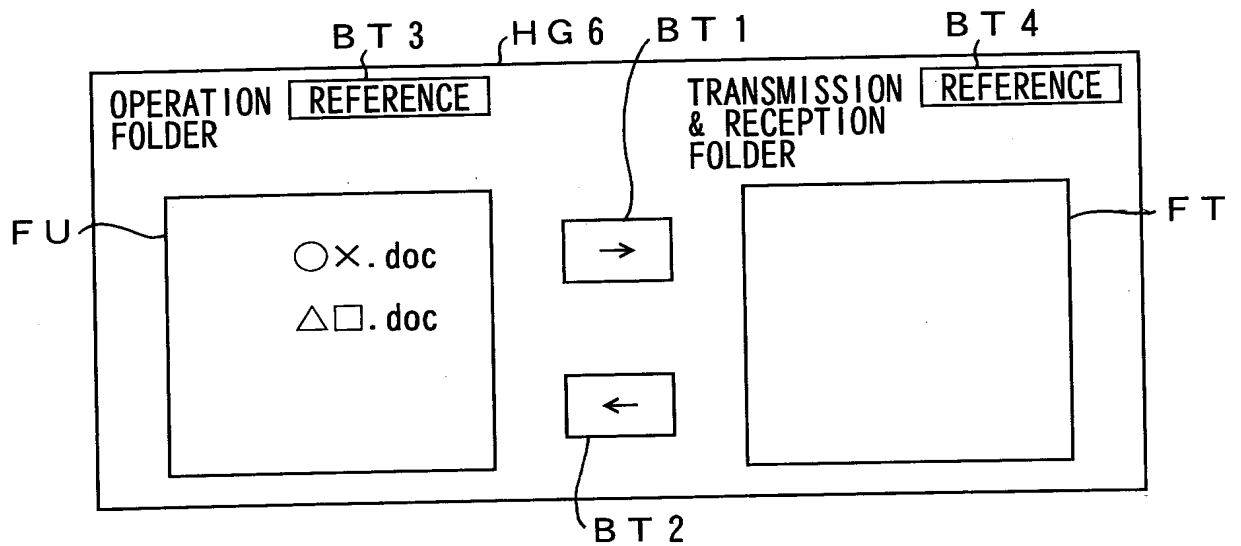 BT3
HG6
BT1
BT4
OPERATION
FOLDER
REFERENCE
TRANSMISSION
& RECEPTION
FOLDER
REFERENCE
FU
○×.doc
△□.doc
→
←
FT
BT2